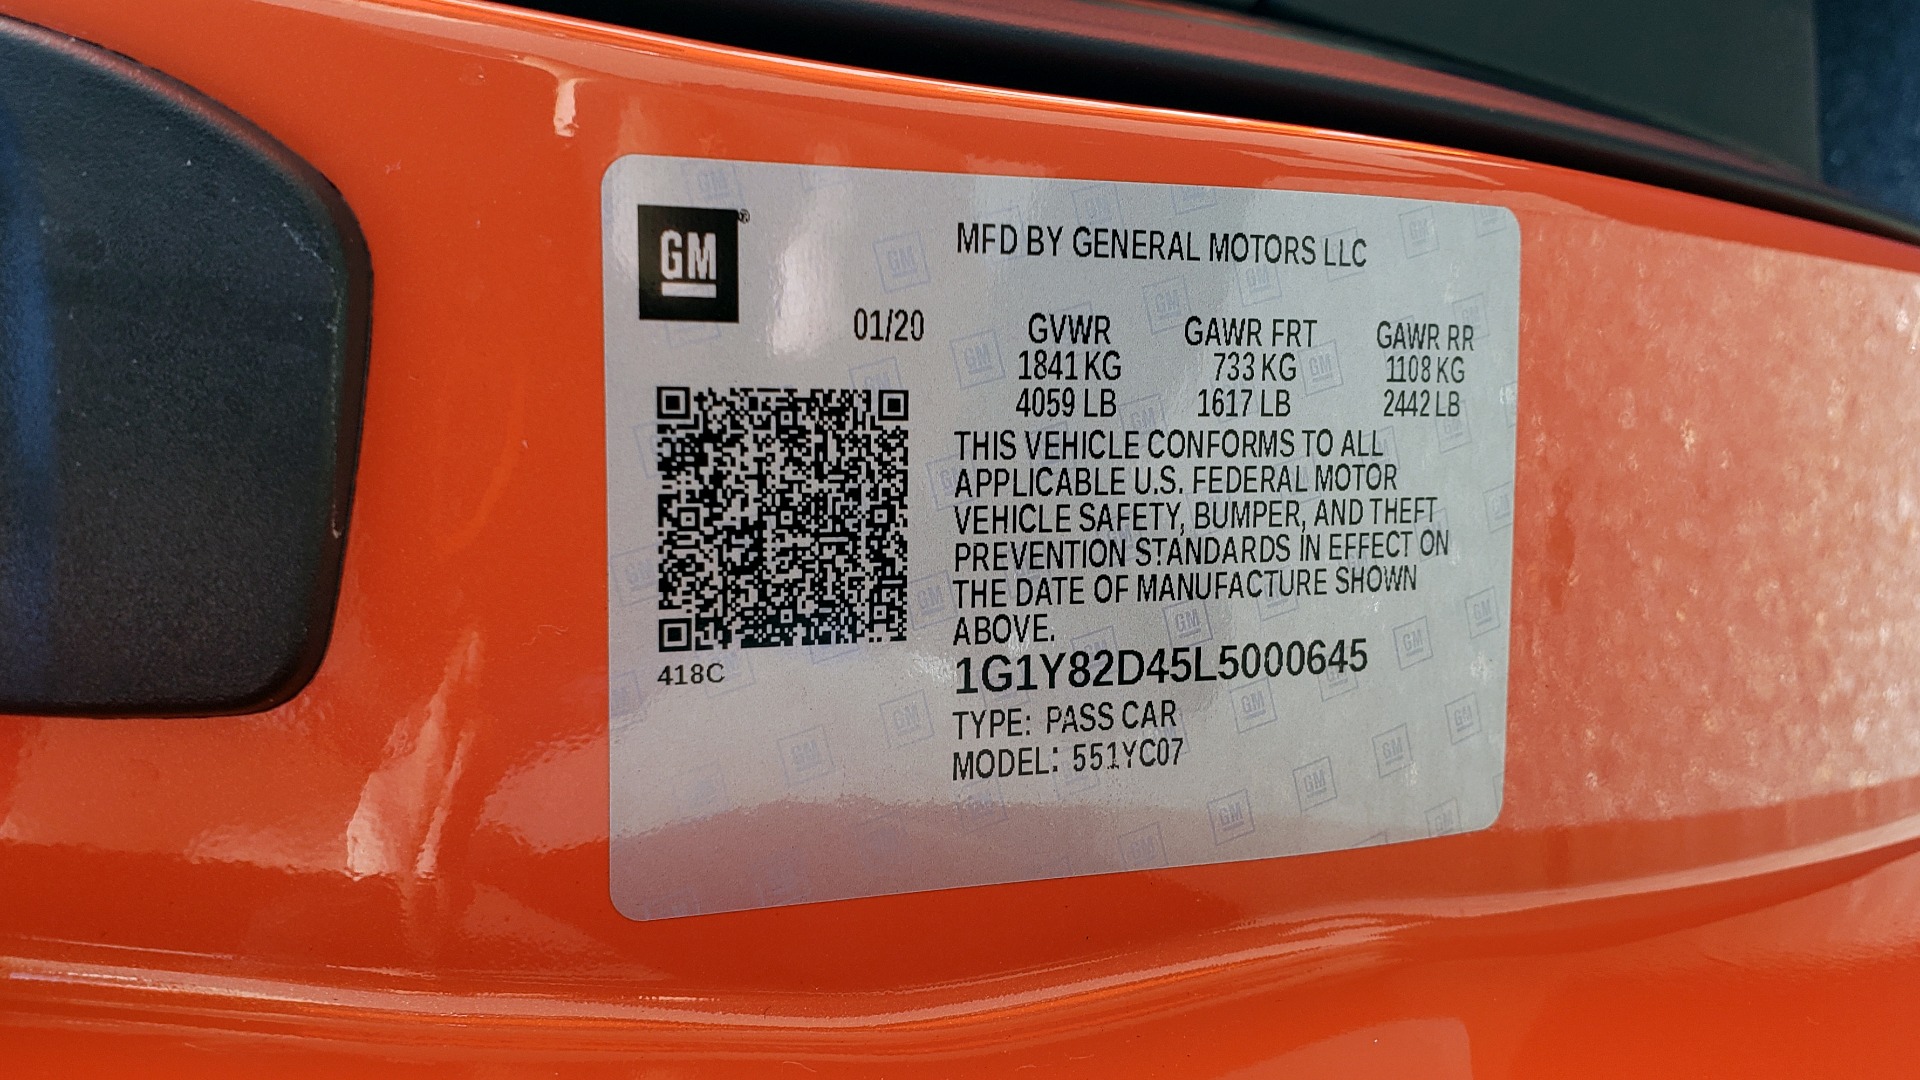 GM®
MFD BY GENERAL MOTORS LLC
01/20
GVWR GAWR FRT GAWR RR
1841 KG 733 KG 1108 KG
4059 LB 1617 LB 2442 LB
THIS VEHICLE CONFORMS TO ALL
APPLICABLE U.S. FEDERAL MOTOR
VEHICLE SAFETY, BUMPER, AND THEFT
PREVENTION STANDARDS IN EFFECT ON
THE DATE OF MANUFACTURE SHOWN
ABOVE.
418C
1G1Y82D45L5000645
TYPE: PASS CAR
MODEL: 551YC07